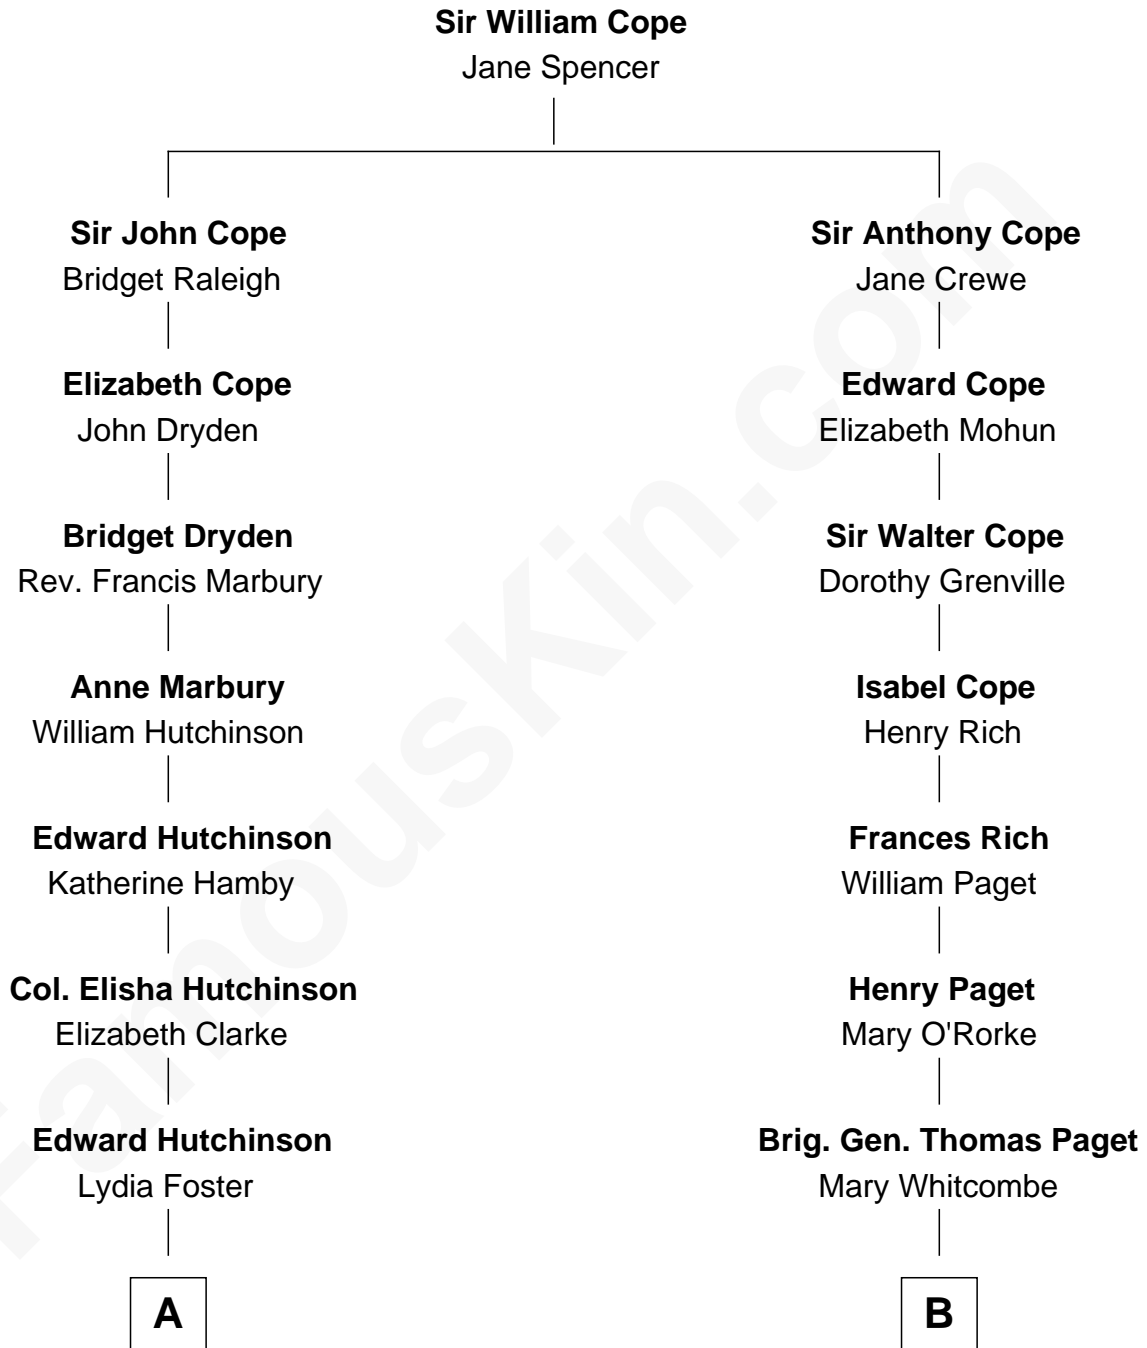 Sir William Cope
Jane Spencer
Sir John Cope
Bridget Raleigh
Sir Anthony Cope
Jane Crewe
Elizabeth Cope
John Dryden
Edward Cope
Elizabeth Mohun
Bridget Dryden
Rev. Francis Marbury
Sir Walter Cope
Dorothy Grenville
Anne Marbury
William Hutchinson
Isabel Cope
Henry Rich
Edward Hutchinson
Katherine Hamby
Frances Rich
William Paget
Col. Elisha Hutchinson
Elizabeth Clarke
Henry Paget
Mary O'Rorke
Edward Hutchinson
Lydia Foster
Brig. Gen. Thomas Paget
Mary Whitcombe
A
B
FamousKin.com